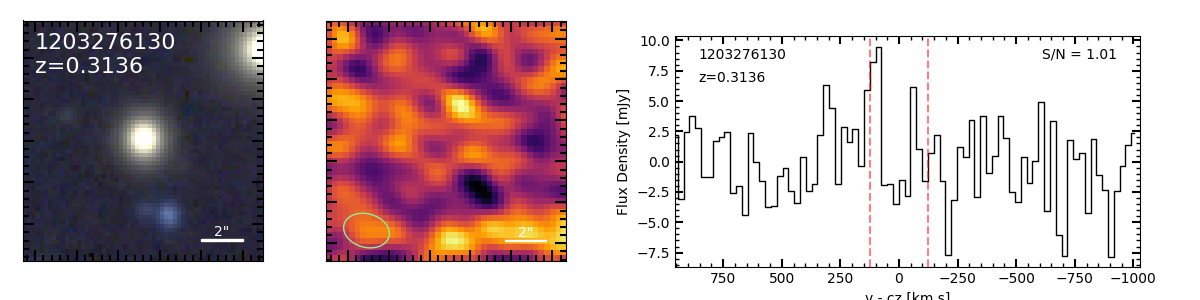 1203276130
z=0.3136
2"
2"
1203276130
z=0.3136
S/N = 1.01
Flux Density [mJy]
10.0
7.5
5.0
2.5
0.0
−2.5
−5.0
−7.5
750 500 250 0 −250 −500 −750 −1000
v - cz [km s]